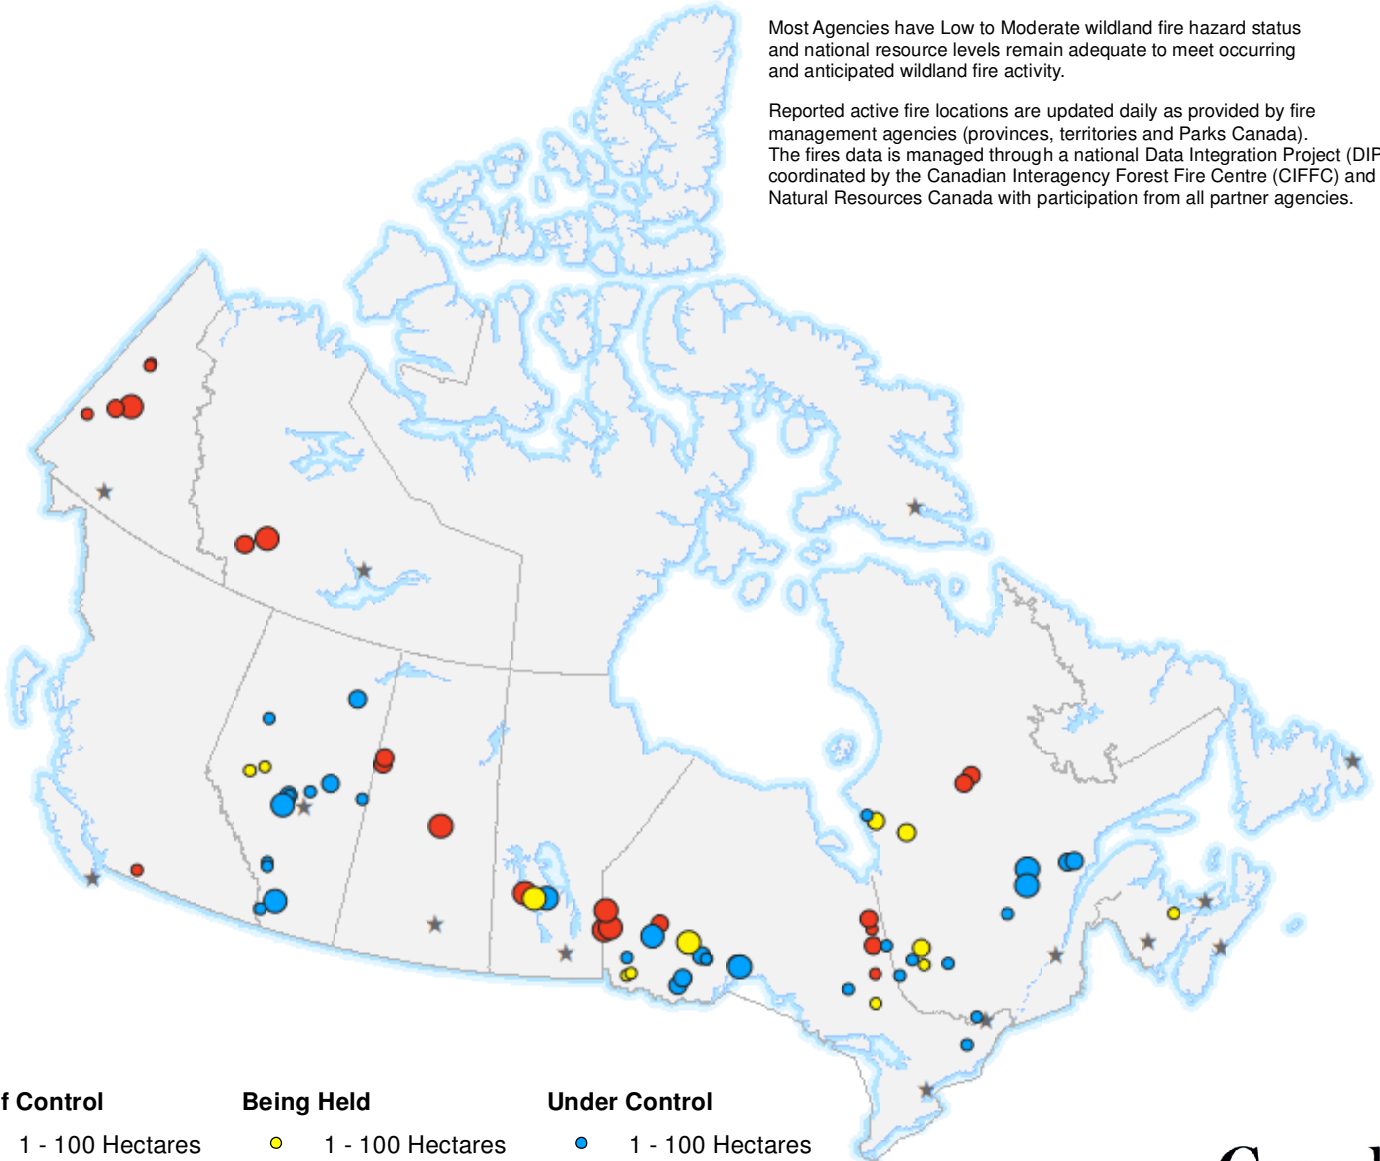 Most Agencies have Low to Moderate wildland fire hazard status
and national resource levels remain adequate to meet occurring
and anticipated wildland fire activity.
Reported active fire locations are updated daily as provided by fire
management agencies (provinces, territories and Parks Canada).
The fires data is managed through a national Data Integration Project (DIP
coordinated by the Canadian Interagency Forest Fire Centre (CIFFC) and
Natural Resources Canada with participation from all partner agencies.
f Control Being Held Under Control
1 - 100 Hectares 1 - 100 Hectares 1 - 100 Hectares